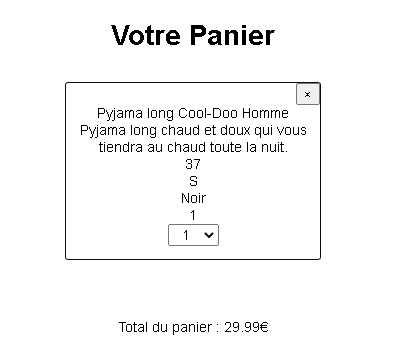 Votre Panier
×
Pyjama long Cool-Doo Homme
Pyjama long chaud et doux qui vous
tiendra au chaud toute la nuit.
37
S
Noir
1
1
Total du panier : 29.99€